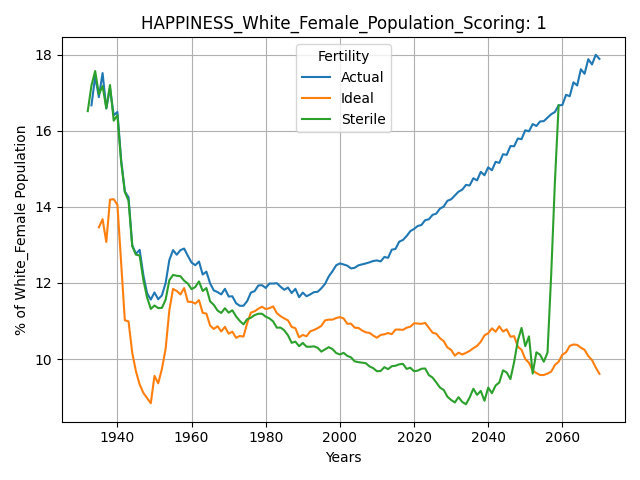 HAPPINESS_White_Female_Population_Scoring: 1
Fertility
Actual
Ideal
Sterile
% of White_Female Population
18
16
14
12
10
1940 1960 1980 2000 2020 2040 2060
Years